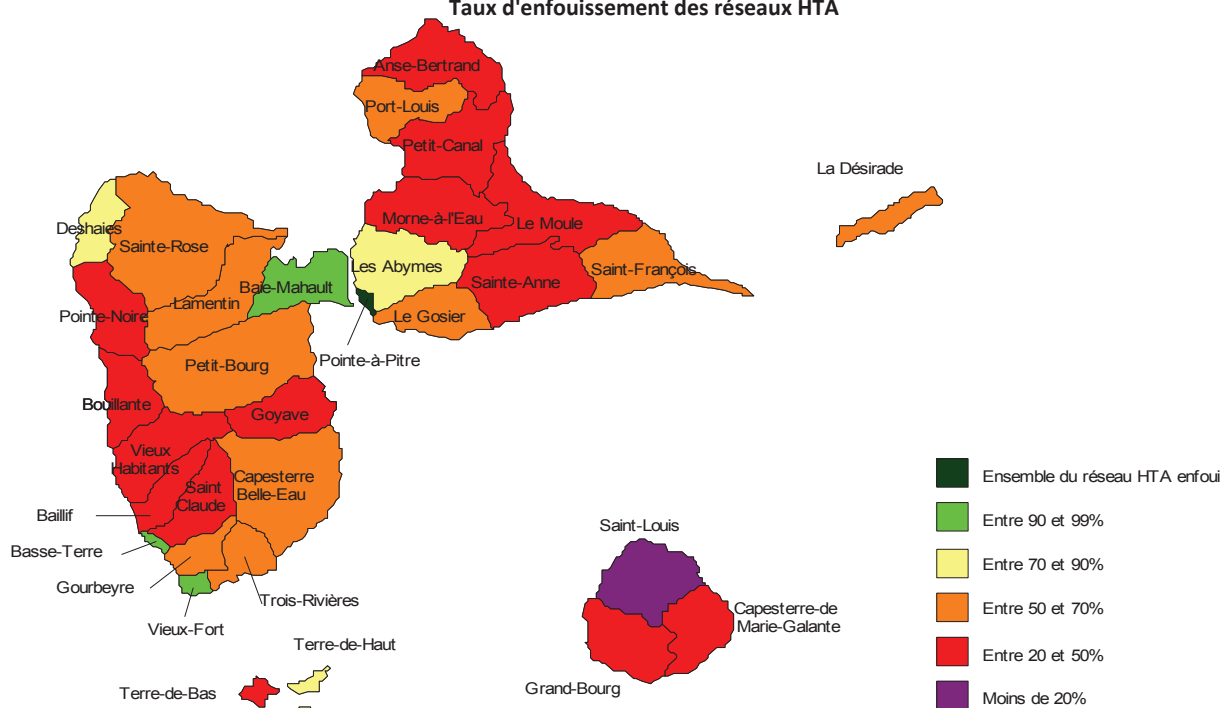 Taux d'enfouissement des réseaux HTA
Anse-Bertrand
Port-Louis
Petit-Canal
La Désirade
Morne-à-l'Eau
Le Moule
Deshaies
Sainte-Rose
Les Abymes
Saint-François
Sainte-Anne
Baie-Mahault
Lamentin
Pointe-Noire
Le Gosier
Pointe-à-Pitre
Petit-Bourg
Bouillante
Goyave
Vieux
Habitants
Capesterre
Belle-Eau
Saint
Claude
Baillif
Basse-Terre
Gourbeyre
Trois-Rivières
Vieux-Fort
Terre-de-Haut
Terre-de-Bas
Saint-Louis
Capesterre-de
Marie-Galante
Grand-Bourg
Ensemble du réseau HTA enfoui
Entre 90 et 99%
Entre 70 et 90%
Entre 50 et 70%
Entre 20 et 50%
Moins de 20%